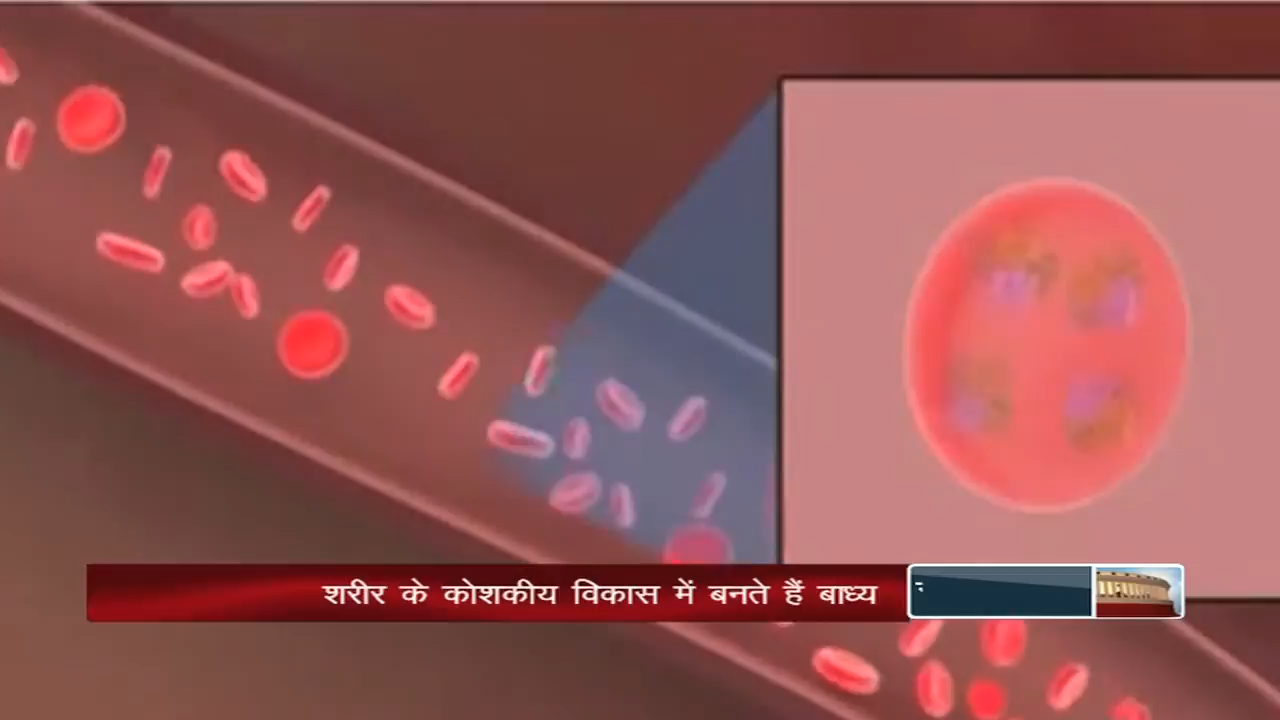 शरीर के कोशकीय विकास में बनते हैं बाध्य